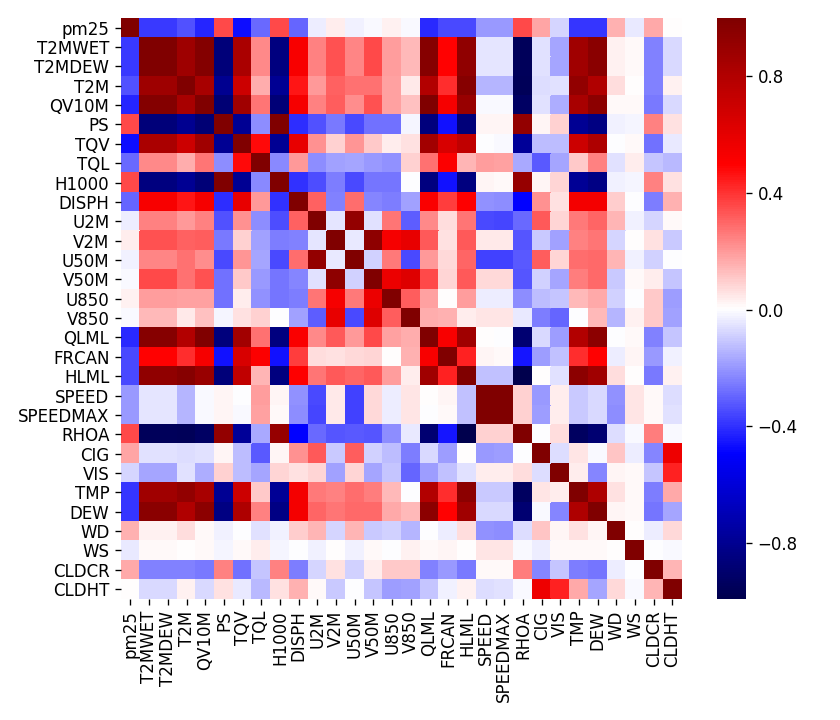 pm25
T2MWET
T2MDEW
T2M
QV10M
PS
TQV
TQL
H1000
DISPH
U2M
V2M
U50M
V50M
U850
V850
QLML
FRCAN
HLML
SPEED
SPEEDMAX
RHOA
CIG
VIS
TMP
DEW
WD
WS
CLDCR
CLDHT
pm25
T2MWET
T2MDEW
T2M
QV10M
PS
TQV
TQL
H1000
DISPH
U2M
V2M
U50M
V50M
U850
V850
QLML
FRCAN
HLML
SPEED
SPEEDMAX
RHOA
CIG
VIS
TMP
DEW
WD
WS
CLDCR
CLDHT
0.8
0.4
0.0
−0.4
−0.8